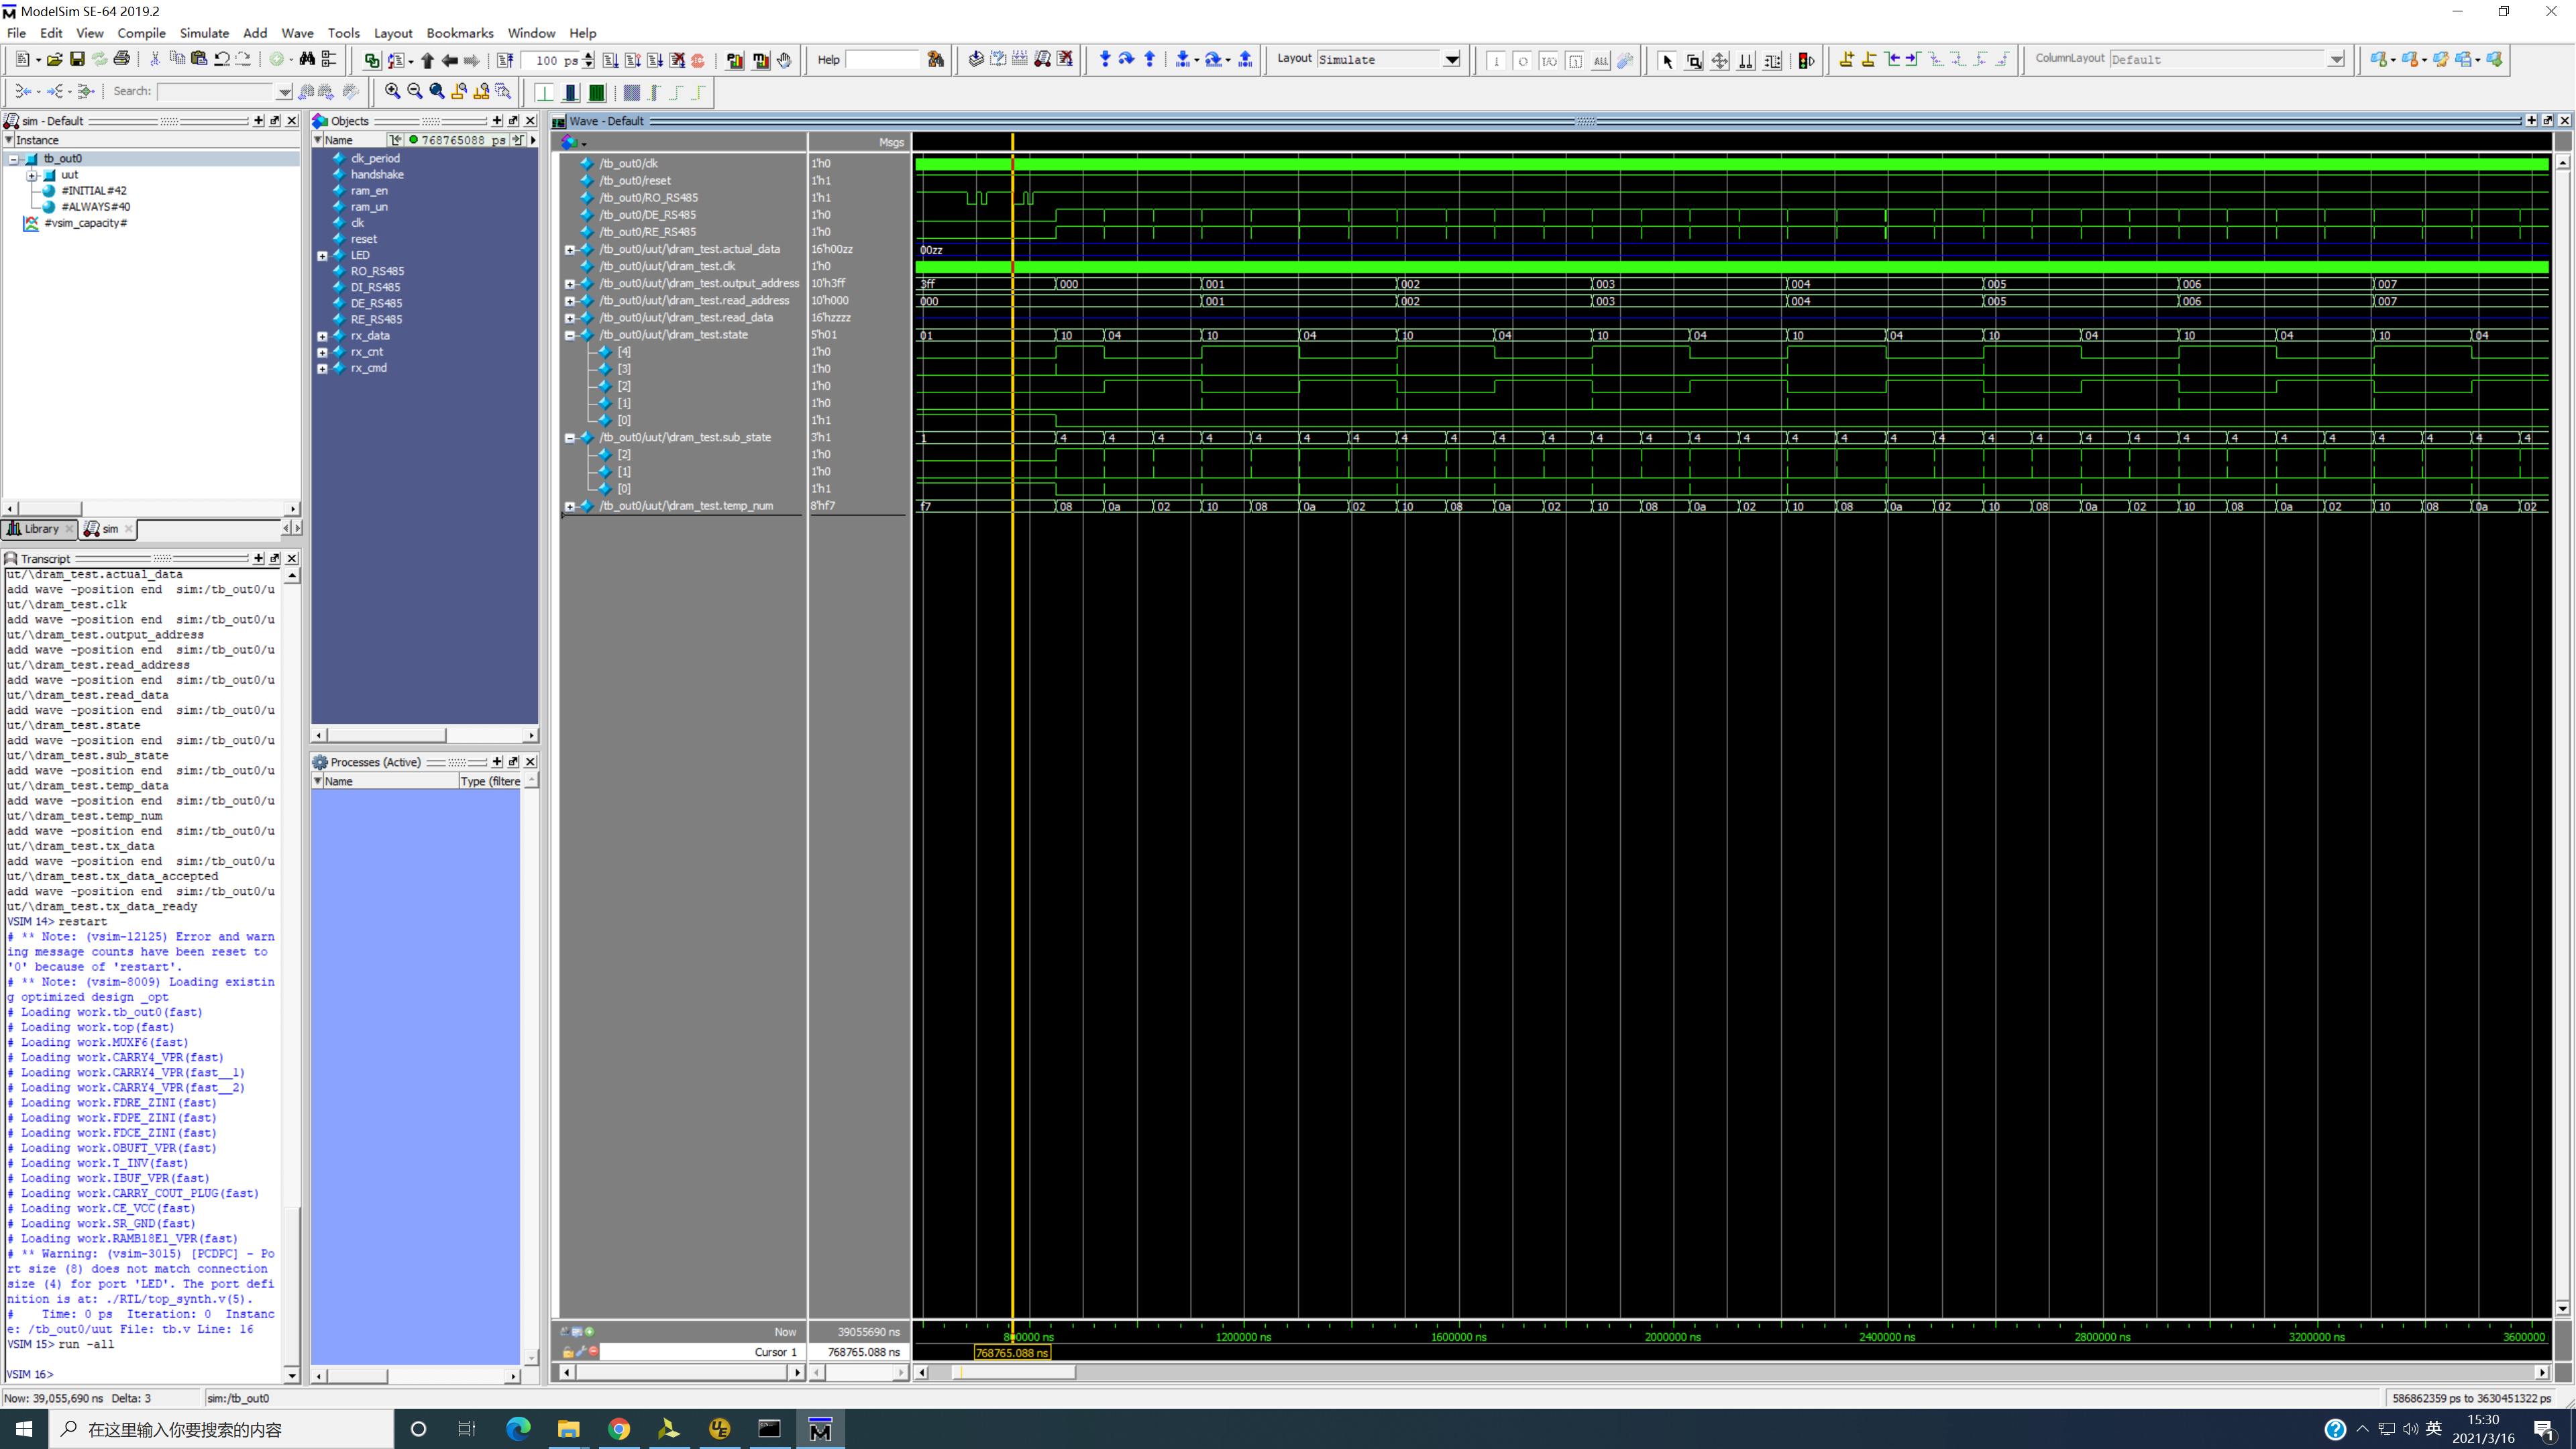 ModelSim SE-64 2019.2
File Edit View Compile Simulate Add Wave Tools Layout Bookmarks Window Help
100 ps
Help
Layout Simulate
ALL
ColumnLayout Default
Search:
sim - Default
Instance
tb_out0
uut
#INITIAL#42
#ALWAYS#40
#vsim_capacity#
Library
sim
Objects
Name
768765088 ps
clk_period
handshake
ram_en
ram_un
clk
reset
LED
RO_RS485
DI_RS485
DE_RS485
RE_RS485
rx_data
rx_cnt
rx_cmd
Processes (Active)
Name Type (filtere
Transcript
ut/\dram_test.actual_data
add wave -position end sim:/tb_out0/u
ut/\dram_test.clk
add wave -position end sim:/tb_out0/u
ut/\dram_test.output_address
add wave -position end sim:/tb_out0/u
ut/\dram_test.read_address
add wave -position end sim:/tb_out0/u
ut/\dram_test.read_data
add wave -position end sim:/tb_out0/u
ut/\dram_test.state
add wave -position end sim:/tb_out0/u
ut/\dram_test.sub_state
add wave -position end sim:/tb_out0/u
ut/\dram_test.temp_data
add wave -position end sim:/tb_out0/u
ut/\dram_test.temp_num
add wave -position end sim:/tb_out0/u
ut/\dram_test.tx_data
add wave -position end sim:/tb_out0/u
ut/\dram_test.tx_data_accepted
add wave -position end sim:/tb_out0/u
ut/\dram_test.tx_data_ready
VSIM 14> restart
# ** Note: (vsim-12125) Error and warn
ing message counts have been reset to
'0' because of 'restart'.
# ** Note: (vsim-8009) Loading existin
g optimized design _opt
# Loading work.tb_out0(fast)
# Loading work.top(fast)
# Loading work.MUXF6(fast)
# Loading work.CARRY4_VPR(fast)
# Loading work.CARRY4_VPR(fast__1)
# Loading work.CARRY4_VPR(fast__2)
# Loading work.FDRE_ZINI(fast)
# Loading work.FDPE_ZINI(fast)
# Loading work.FDCE_ZINI(fast)
# Loading work.OBUFT_VPR(fast)
# Loading work.T_INV(fast)
# Loading work.IBUF_VPR(fast)
# Loading work.CARRY_COUT_PLUG(fast)
# Loading work.CE_VCC(fast)
# Loading work.SR_GND(fast)
# Loading work.RAMB18E1_VPR(fast)
# ** Warning: (vsim-3015) [PCDPC] - Po
rt size (8) does not match connection
size (4) for port 'LED'. The port defi
nition is at: ./RTL/top_synth.v(5).
# Time: 0 ps Iteration: 0 Instanc
e: /tb_out0/uut File: tb.v Line: 16
VSIM 15> run -all
VSIM 16>
Wave - Default
Msgs
/tb_out0/clk 1'h0
/tb_out0/reset 1'h1
/tb_out0/RO_RS485 1'h1
/tb_out0/DE_RS485 1'h0
/tb_out0/RE_RS485 1'h0
/tb_out0/uut/\dram_test.actual_data 16'h00zz 00zz
/tb_out0/uut/\dram_test.clk 1'h0
/tb_out0/uut/\dram_test.output_address 10'h3ff 3ff 000 001 002 003 004 005 006 007
/tb_out0/uut/\dram_test.read_address 10'h000 000 001 002 003 004 005 006 007
/tb_out0/uut/\dram_test.read_data 16'hzzzz
/tb_out0/uut/\dram_test.state 5'h01 01 10 04 10 04 10 04 10 04 10 04 10 04 10 04 10 04
[4] 1'h0
[3] 1'h0
[2] 1'h0
[1] 1'h0
[0] 1'h1
/tb_out0/uut/\dram_test.sub_state 3'h1 1 4 4 4 4 4 4 4 4 4 4 4 4 4 4 4 4 4 4 4 4 4 4 4 4 4 4 4 4 4 4 4
[2] 1'h0
[1] 1'h0
[0] 1'h1
/tb_out0/uut/\dram_test.temp_num 8'hf7 f7 08 0a 02 10 08 0a 02 10 08 0a 02 10 08 0a 02 10 08 0a 02 10 08 0a 02 10 08 0a 02 10 08 0a 02
Now 39055690 ns 800000 ns 1200000 ns 1600000 ns 2000000 ns 2400000 ns 2800000 ns 3200000 ns 3600000
Cursor 1 768765.088 ns 768765.088 ns
Now: 39,055,690 ns Delta: 3 sim:/tb_out0 586862359 ps to 3630451322 ps
在这里输入你要搜索的内容
英
15:30
2021/3/16
1